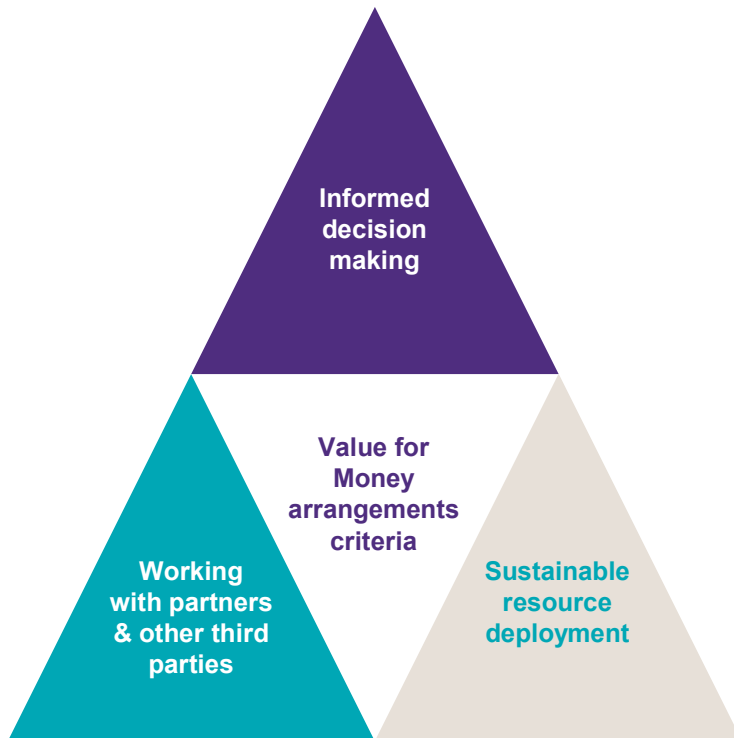 Informed
decision
making
Value for
Money
arrangements
criteria
Working
with partners
& other third
parties
Sustainable
resource
deployment